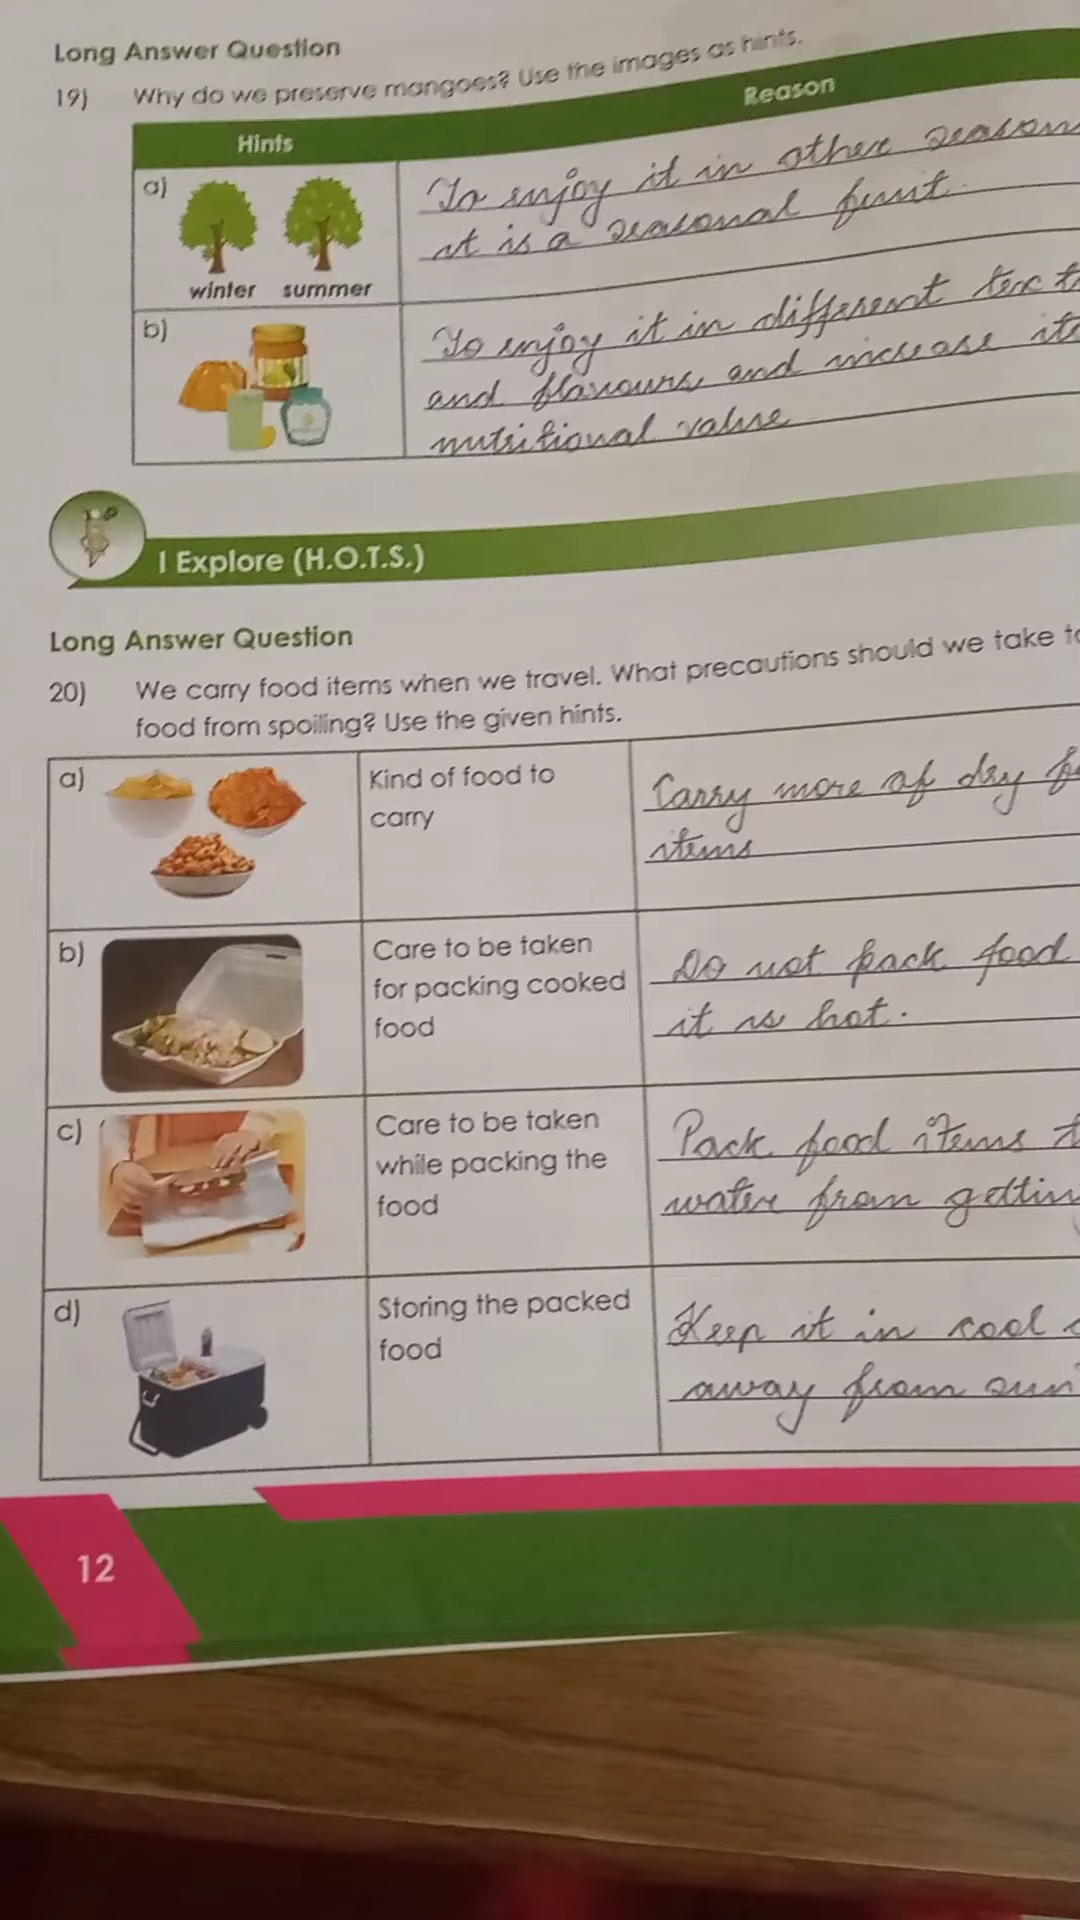 Long Answer Question
19) Why do we preserve mangoes? Use the images as hints.
Hints Reason
a) To enjoy it in other season
it is a seasonal fruit.
winter summer
b) To enjoy it in different
and flavours and increase
nutritional value
I Explore (H.O.T.S.)
Long Answer Question
20) We carry food items when we travel. What precautions should we take
food from spoiling? Use the given hints.
a) Kind of food to
carry
Carry more of dry
items
b) Care to be taken
for packing cooked
food
Do not pack food
it is hot.
c) Care to be taken
while packing the
food
Pack food items
water from
d) Storing the packed
food
Keep it in cool
away from
12